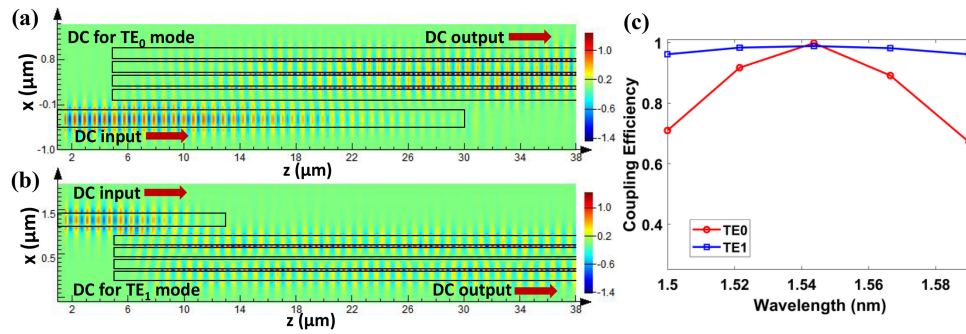 (a)
DC for TE0 mode
DC output
x (μm)
0.8
-0.1
-1.0
DC input
2
6
10
14
18
22
26
30
34
38
z (μm)
1.4
0.6
-0.2
-0.6
-1.4
(b)
DC input
x (μm)
1.5
0.5
DC for TE1 mode
DC output
2
6
10
14
18
22
26
30
34
38
z (μm)
1.4
0.6
-0.2
-0.6
-1.4
(c)
Coupling Efficiency
1
0.8
0.6
0.4
TE0
TE1
1.5
1.52
1.54
1.56
1.58
Wavelength (nm)